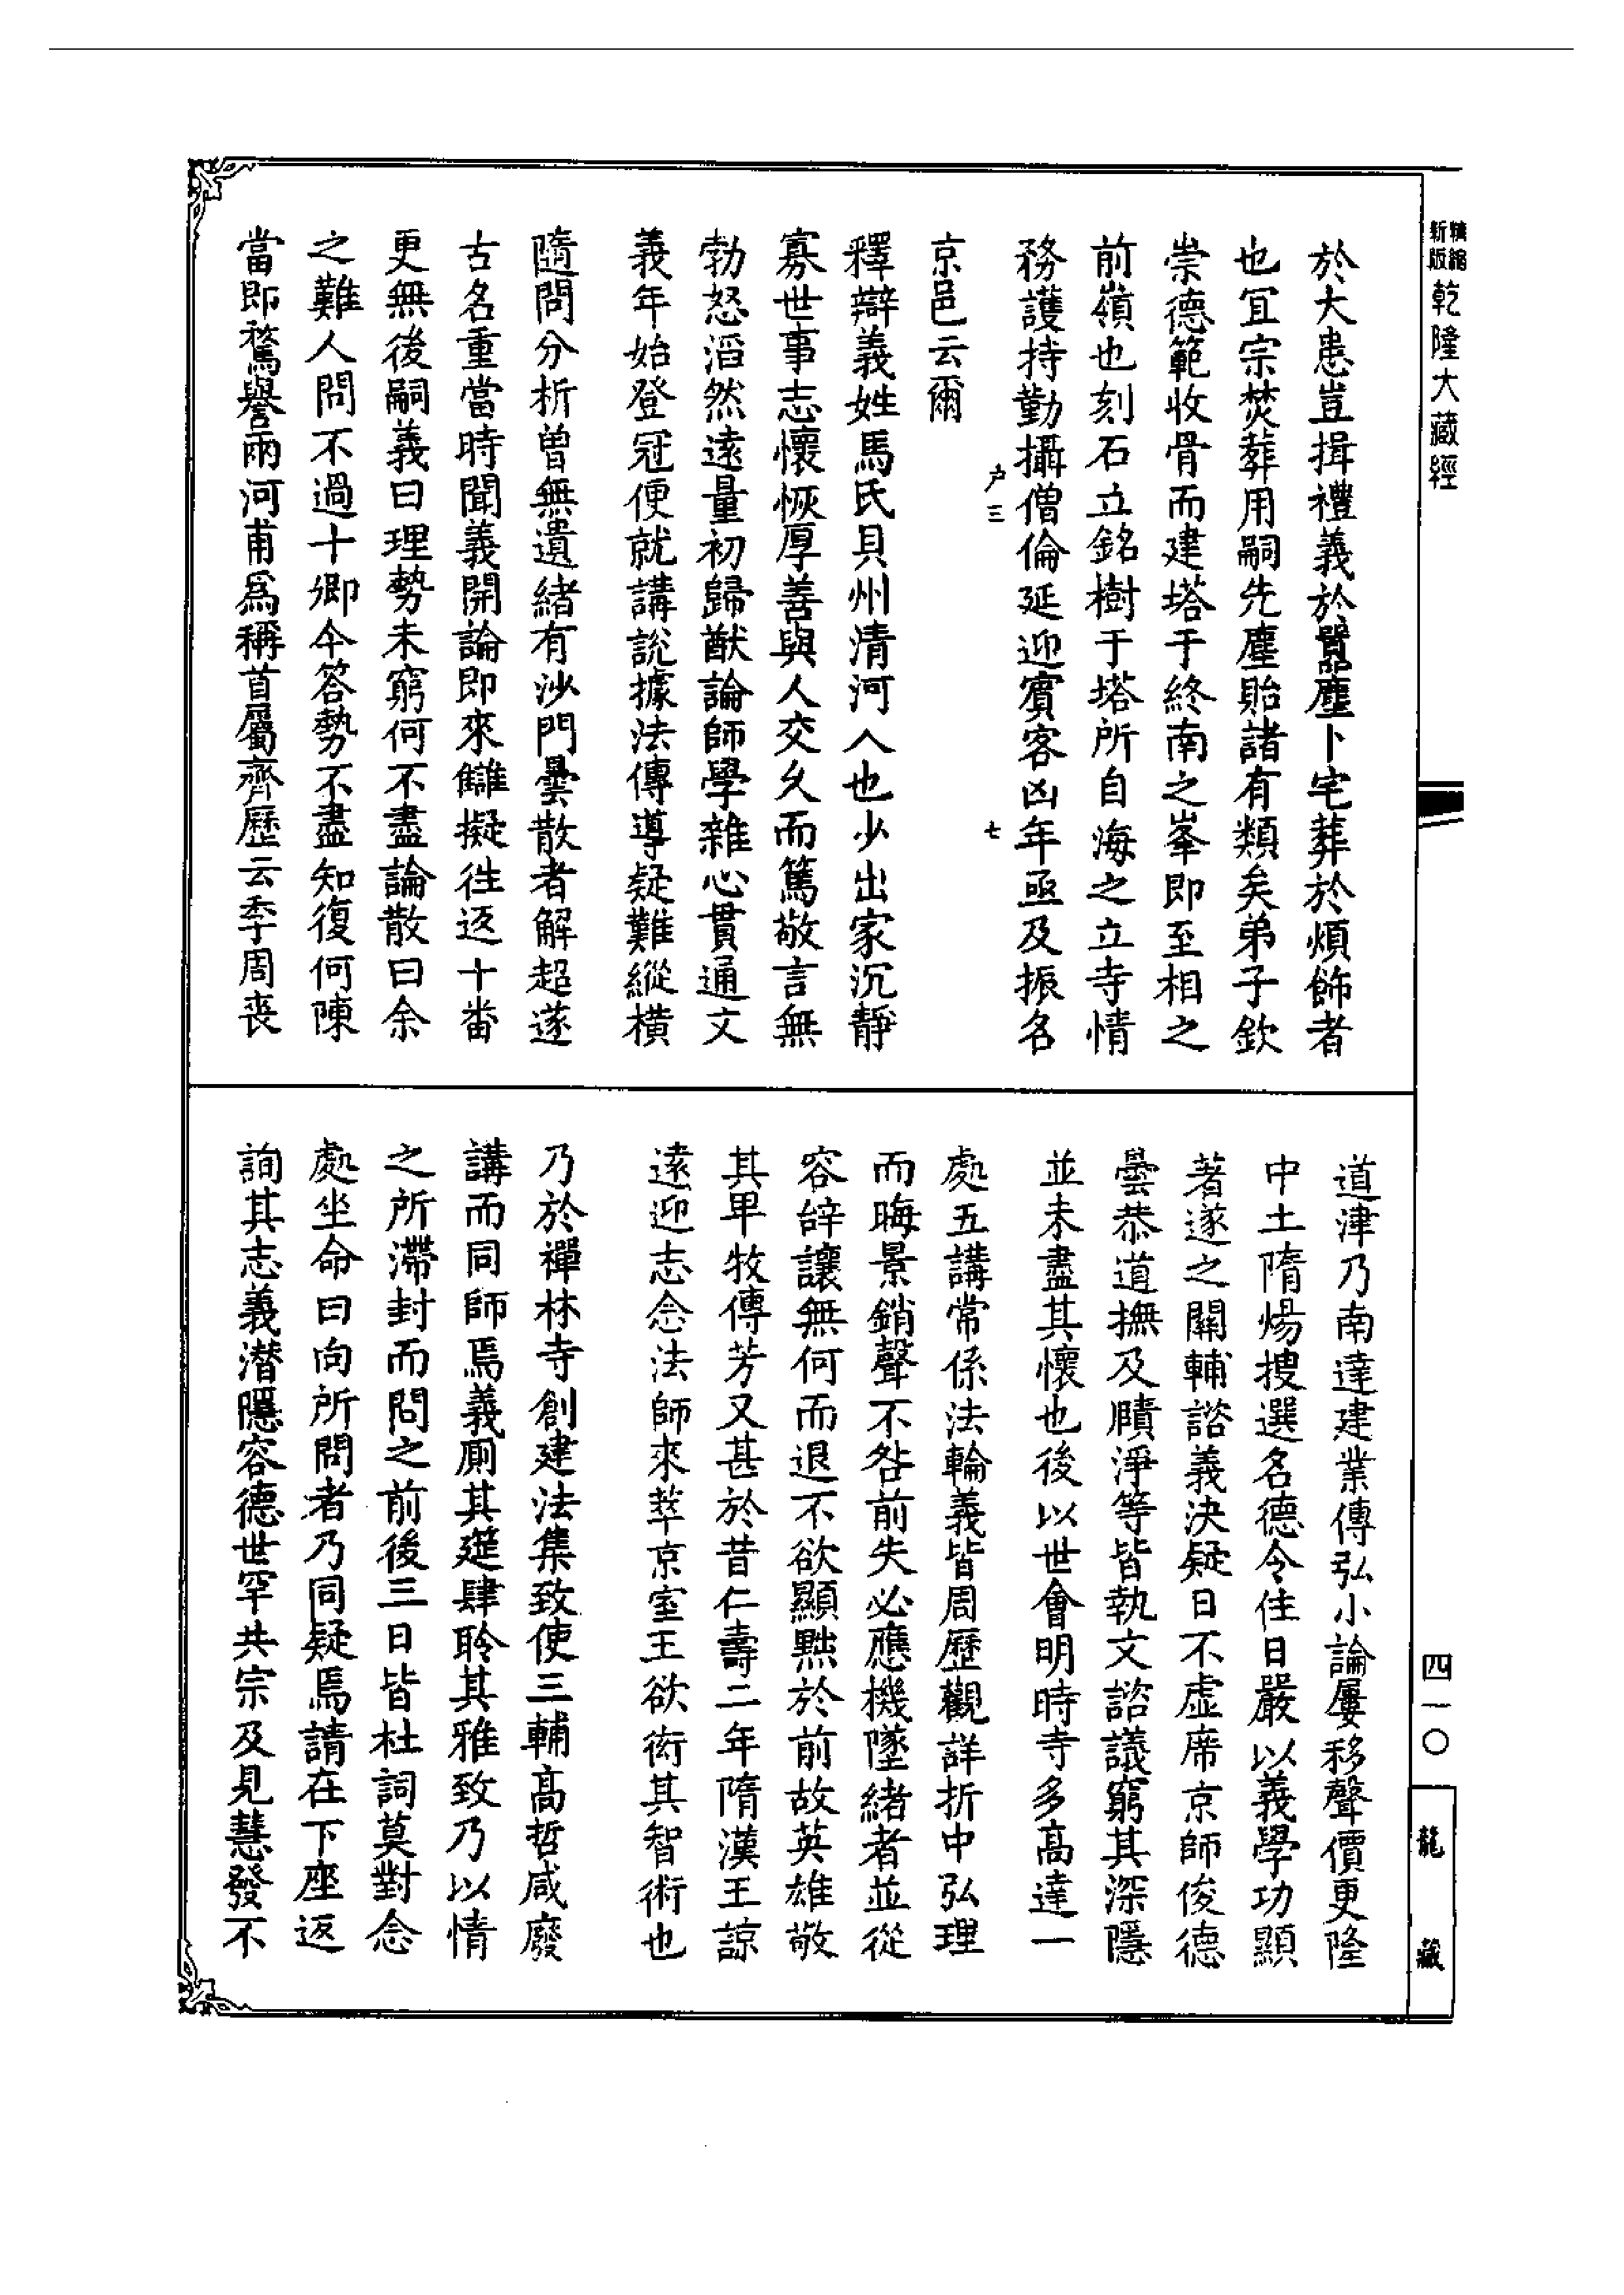 精縮新版乾隆大藏經
於大患豈揖禮義於嚚塵卜宅葬於煩飾者
也宜宗焚葬用嗣先塵貽諸有類矣弟子欽
崇德範收骨而建塔于終南之峯即至相之
前嶺也刻石立銘樹于塔所自海之立寺情
務護持勤攝僧倫延迎賓客凶年亟及振名
户三 七
京邑云爾
釋辯義姓馬氏貝州清河人也少出家沉靜
寡世事志懷恢厚善與人交久而篤敬言無
勃怒滔然遠量初歸猷論師學雜心貫通文
義年始登冠便就講說據法傳導疑難縱橫
隨問分析曾無遺緒有沙門曇散者解超遂
古名重當時聞義開論即來讎擬徃返十番
更無後嗣義曰理勢未窮何不盡論散曰余
之難人問不過十卿今答勢不盡知復何陳
當即驚譽兩河甫爲稱首屬齊歷云季周喪
道津乃南達建業傳弘小論屢移聲價更隆
中土隋煬搜選名德令住日嚴以義學功顯
著遂之關輔諮義決疑日不虛席京師俊德
曇恭道撫及賾淨等皆執文諮議窮其深隱
並未盡其懷也後以世會明時寺多高達一
處五講常係法輪義皆周歷觀詳折中弘理
而晦景銷聲不咎前失必應機墜緒者並從
容辭讓無何而退不欲顯黜於前故英雄敬
其卑牧傳芳又甚於昔仁壽二年隋漢王諒
遠迎志念法師來萃京室王欲衒其智術也
乃於禪林寺創建法集致使三輔高哲咸廢
講而同師焉義厠其筵肆聆其雅致乃以情
之所滯封而問之前後三日皆杜詞莫對念
處坐命曰向所問者乃同疑焉請在下座返
詢其志義潛隱容德世罕共宗及見慧發不
四一〇
龍藏